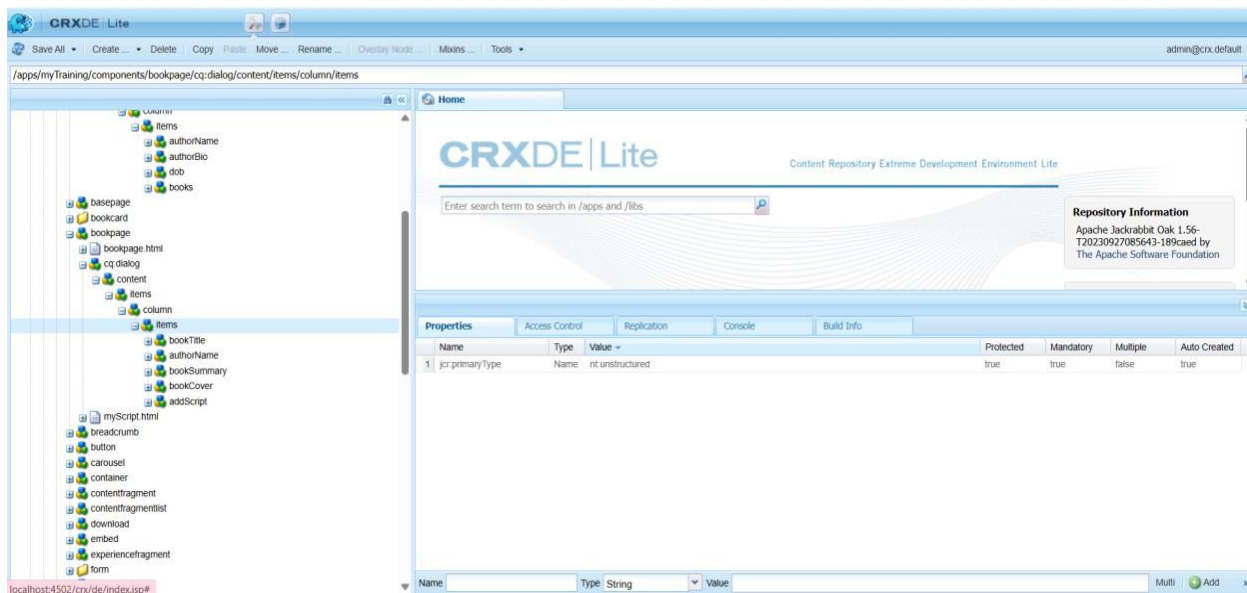 CRXDE | Lite
Save All Create ... Delete Copy Paste Move ... Rename ... Overlay Node ... Mixins ... Tools admin@crx.default
/apps/myTraining/components/bookpage/cq:dialog/content/items/column/items
Home
column
items
authorName
authorBio
dob
books
basepage
bookcard
bookpage
bookpage.html
cq:dialog
content
items
column
items
bookTitle
authorName
bookSummary
bookCover
addScript
myScript.html
breadcrumb
button
carousel
container
contentfragment
contentfragmentlist
download
embed
experiencefragment
form
localhost:4502/crx/de/index.jsp#
CRXDE | Lite
Content Repository Extreme Development Environment Lite
Enter search term to search in /apps and /libs
Repository Information
Apache Jackrabbit Oak 1.56-
T20230927085643-189caed by
The Apache Software Foundation
Properties Access Control Replication Console Build Info
Name Type Value Protected Mandatory Multiple Auto Created
1 jcr:primaryType Name nt:unstructured true true false true
Name Type String Value Multi Add